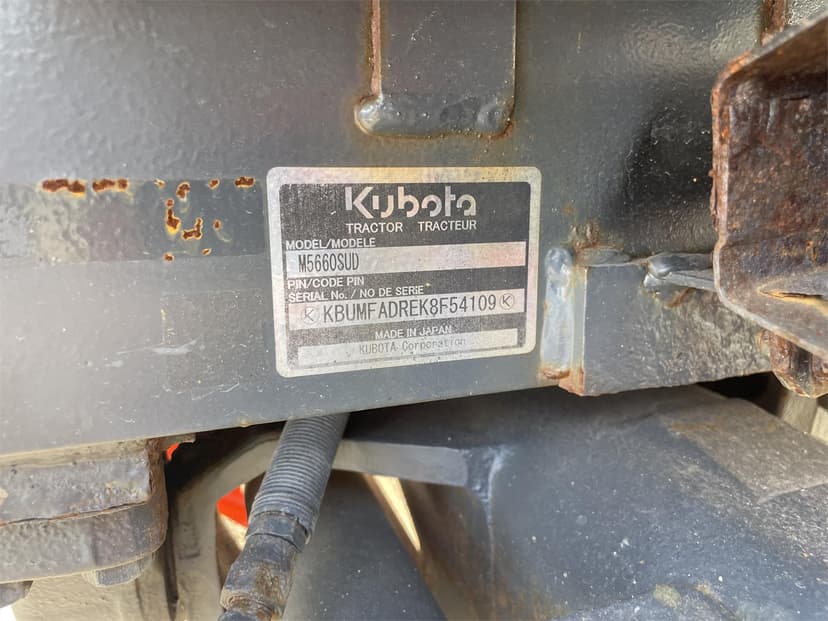 Kubota
TRACTOR TRACTEUR
MODEL/MODELE
M5660SUD
PIN/CODE PIN
SERIAL No. / NO DE SERIE
KBUMFADREK8F54109
MADE IN JAPAN
KUBOTA Corporation